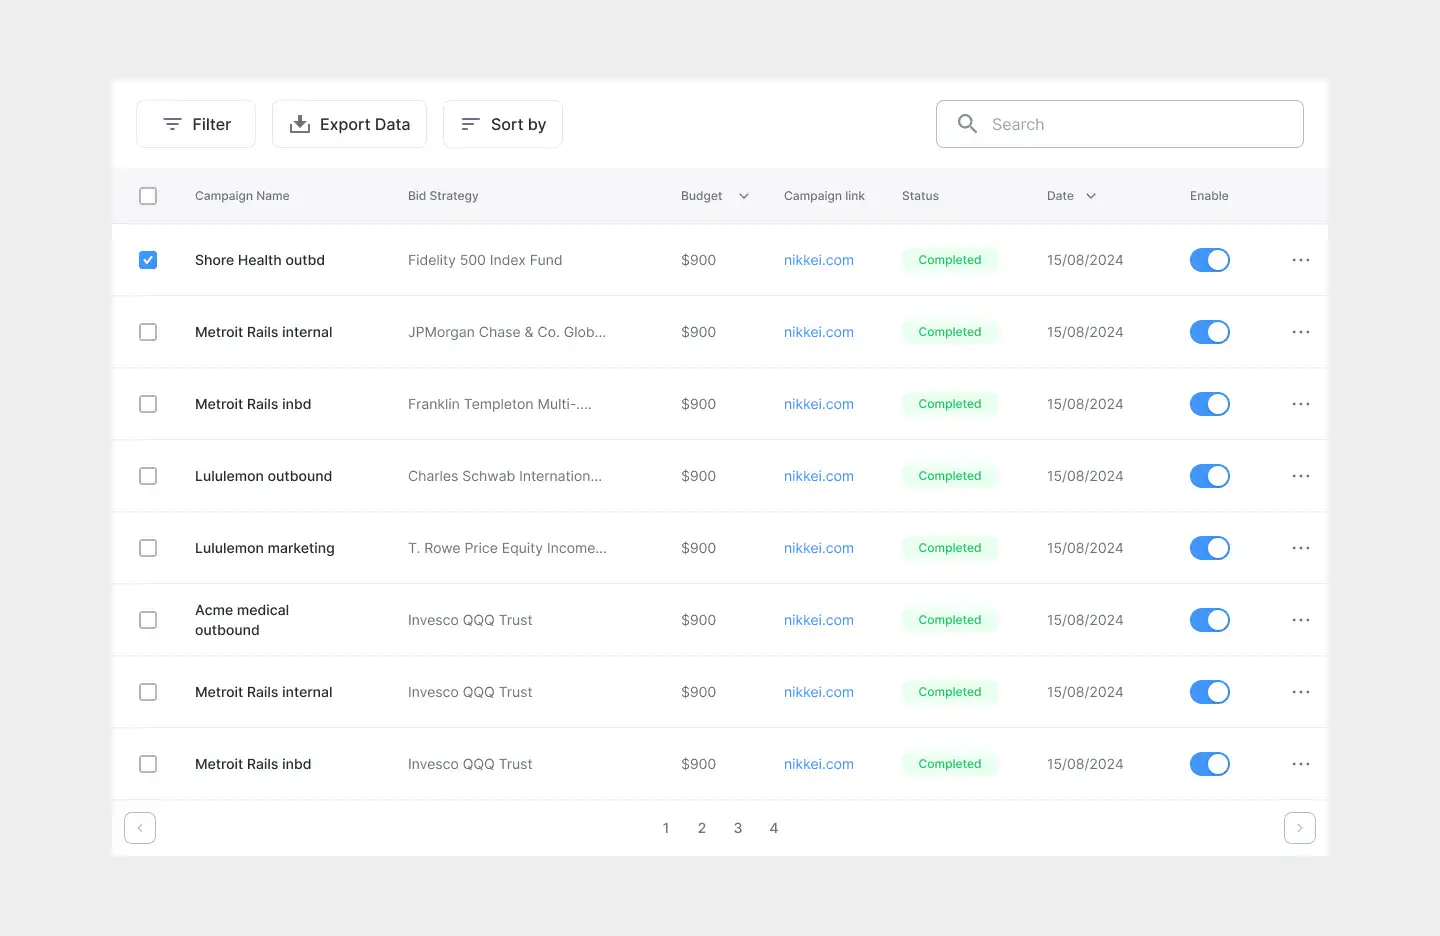 Filter Export Data Sort by Search
Campaign Name Bid Strategy Budget Campaign link Status Date Enable
Shore Health outbd Fidelity 500 Index Fund $900 nikkei.com Completed 15/08/2024
Metroit Rails internal JPMorgan Chase & Co. Glob... $900 nikkei.com Completed 15/08/2024
Metroit Rails inbd Franklin Templeton Multi-.... $900 nikkei.com Completed 15/08/2024
Lululemon outbound Charles Schwab Internation... $900 nikkei.com Completed 15/08/2024
Lululemon marketing T. Rowe Price Equity Income... $900 nikkei.com Completed 15/08/2024
Acme medical
outbound Invesco QQQ Trust $900 nikkei.com Completed 15/08/2024
Metroit Rails internal Invesco QQQ Trust $900 nikkei.com Completed 15/08/2024
Metroit Rails inbd Invesco QQQ Trust $900 nikkei.com Completed 15/08/2024
1 2 3 4